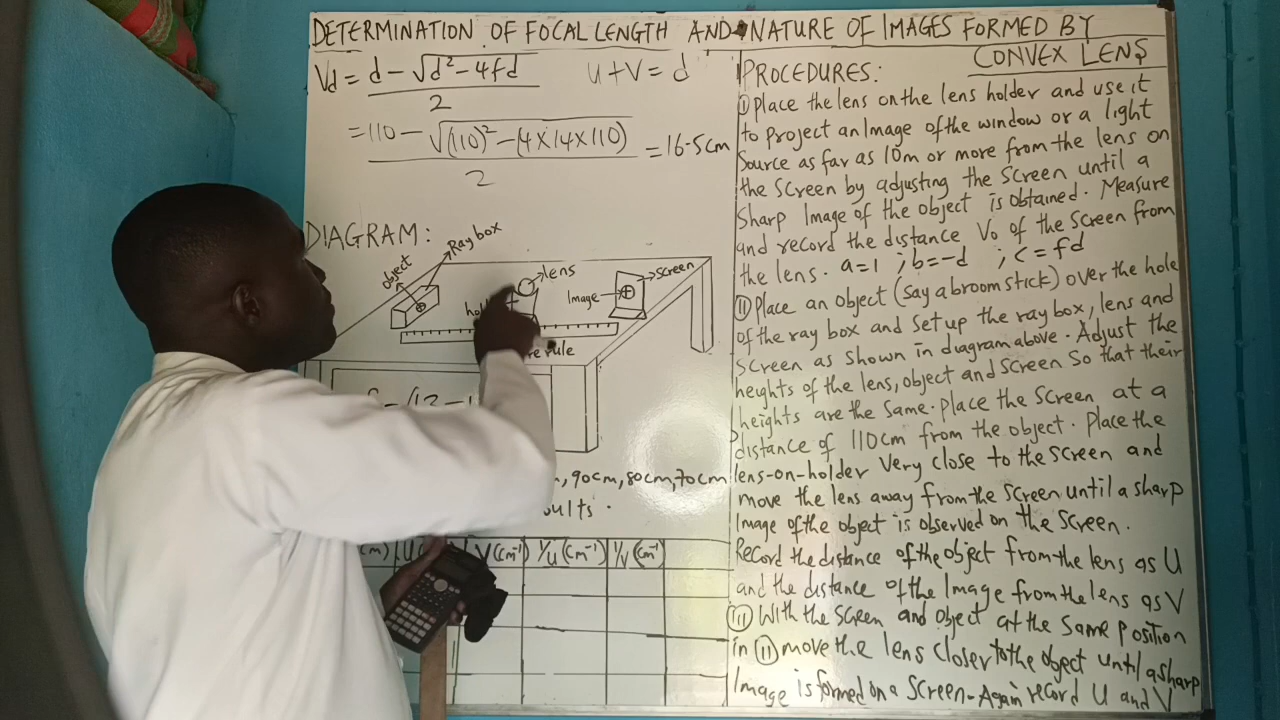 DETERMINATION OF FOCAL LENGTH AND NATURE OF IMAGES FORMED BY
CONVEX LENS
Vd = d - √d² - 4fd
2
u + V = d
= 110 - √(110)² - (4 x 14 x 110)
2
= 16.5cm
DIAGRAM:
Ray box
object
lens
Screen
Image
rule
, 90cm, 80cm, 70cm
V(cm⁻¹)
1/u (cm⁻¹)
1/V (cm⁻¹)
PROCEDURES:
(i) Place the lens on the lens holder and use it
to project an Image of the window or a light
Source as far as 10m or more from the lens on
the screen by adjusting the Screen until a
Sharp Image of the object is obtained. Measure
and record the distance Vo of the Screen from
the lens. a=1 ; b=-d ; c = fd
(ii) Place an object (say a broom stick) over the hole
of the ray box and set up the ray box, lens and
Screen as shown in diagram above. Adjust the
heights of the lens, object and screen So that their
heights are the same. Place the Screen at a
distance of 110cm from the object. Place the
lens-on-holder very close to the screen and
move the lens away from the screen until a sharp
Image of the object is observed on the Screen.
Record the distance of the object from the lens as U
and the distance of the Image from the lens as V
(iii) With the screen and object at the same position
in (ii) move the lens closer to the object until a sharp
Image is formed on a Screen - Again record U and V